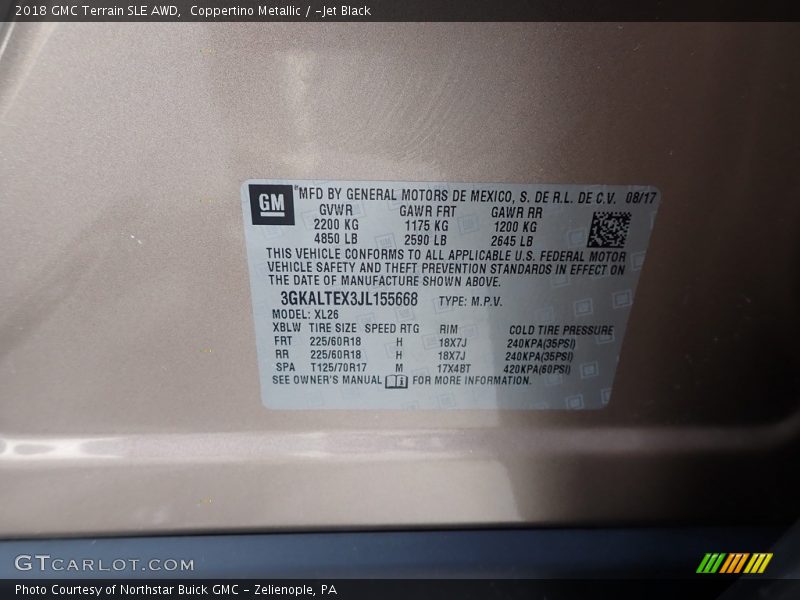 2018 GMC Terrain SLE AWD, Coppertino Metallic / -Jet Black
GM
MFD BY GENERAL MOTORS DE MEXICO, S. DE R.L. DE C.V. 08/17
GVWR GAWR FRT GAWR RR
2200 KG 1175 KG 1200 KG
4850 LB 2590 LB 2645 LB
THIS VEHICLE CONFORMS TO ALL APPLICABLE U.S. FEDERAL MOTOR
VEHICLE SAFETY AND THEFT PREVENTION STANDARDS IN EFFECT ON
THE DATE OF MANUFACTURE SHOWN ABOVE.
3GKALTEX3JL155668 TYPE: M.P.V.
MODEL: XL26
XBLW TIRE SIZE SPEED RTG RIM COLD TIRE PRESSURE
FRT 225/60R18 H 18X7J 240KPA(35PSI)
RR 225/60R18 H 18X7J 240KPA(35PSI)
SPA T125/70R17 M 17X4BT 420KPA(60PSI)
SEE OWNER'S MANUAL FOR MORE INFORMATION.
GTCARLOT.COM
Photo Courtesy of Northstar Buick GMC - Zelienople, PA